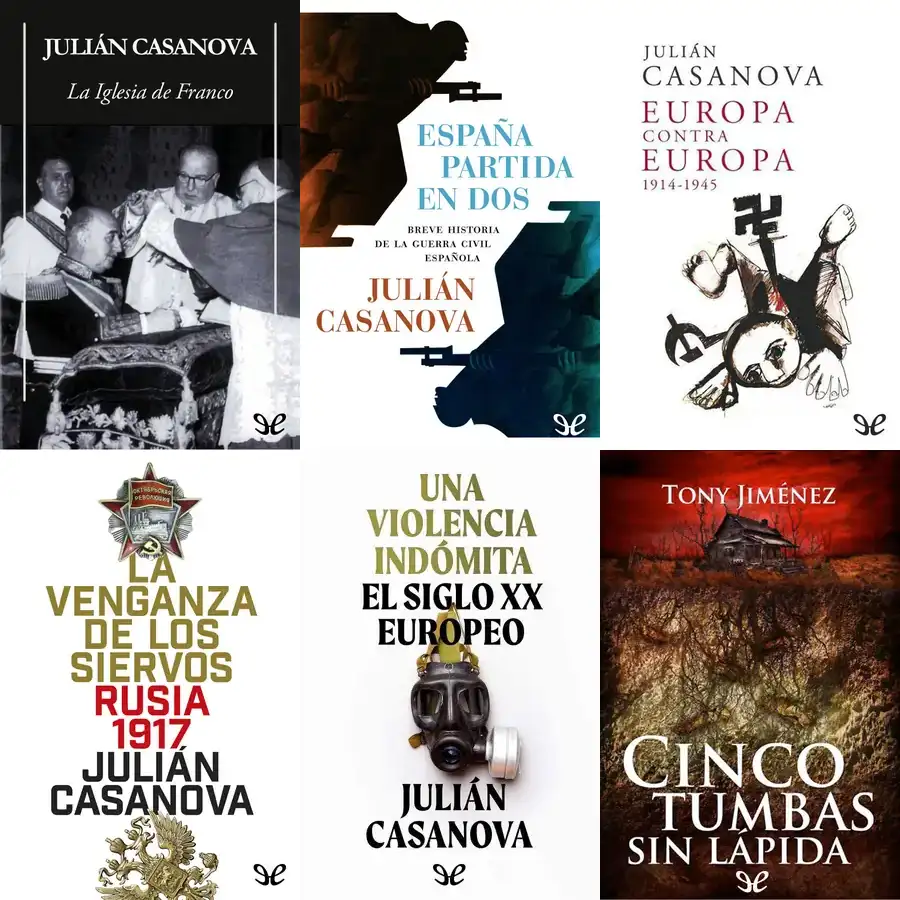 JULIÁN CASANOVA
La Iglesia de Franco
ESPAÑA
PARTIDA
EN DOS
BREVE HISTORIA
DE LA GUERRA CIVIL
ESPAÑOLA
JULIÁN
CASANOVA
JULIÁN
CASANOVA
EUROPA
CONTRA
EUROPA
1914-1945
ОКТЯБРЬСКАЯ
РЕВОЛЮЦИЯ
LA
VENGANZA
DE LOS
SIERVOS
RUSIA
1917
JULIÁN
CASANOVA
UNA
VIOLENCIA
INDÓMITA
EL SIGLO XX
EUROPEO
JULIÁN
CASANOVA
TONY JIMÉNEZ
CINCO
TUMBAS
SIN LÁPIDA